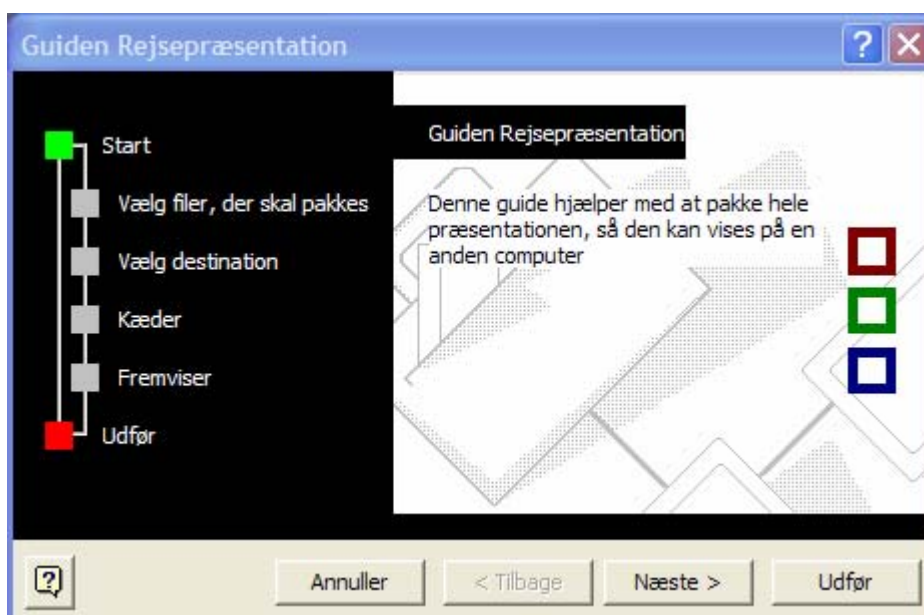 Guiden Rejsepræsentation
Start
Vælg filer, der skal pakkes
Vælg destination
Kæder
Fremviser
Udfør
Guiden Rejsepræsentation
Denne guide hjælper med at pakke hele
præsentationen, så den kan vises på en
anden computer
Annuller
< Tilbage
Næste >
Udfør